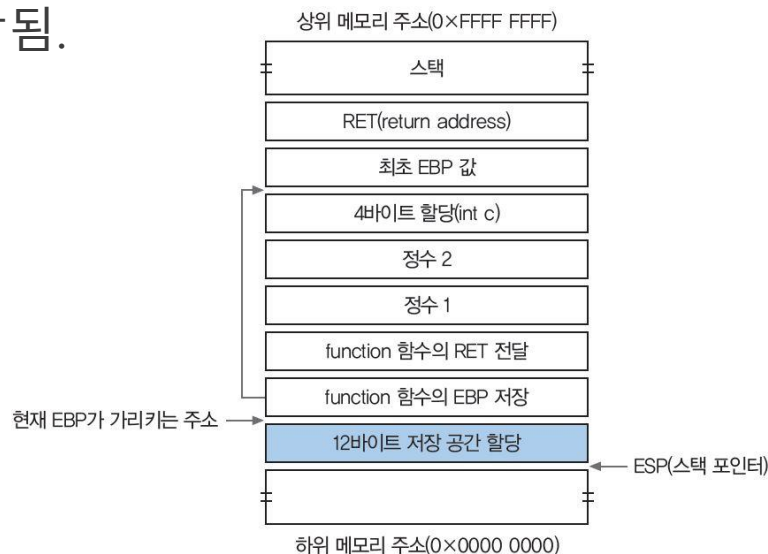 됨.
상위 메모리 주소(0×FFFF FFFF)
스택
RET(return address)
최초 EBP 값
4바이트 할당(int c)
정수 2
정수 1
function 함수의 RET 전달
function 함수의 EBP 저장
현재 EBP가 가리키는 주소
12바이트 저장 공간 할당
ESP(스택 포인터)
하위 메모리 주소(0×0000 0000)